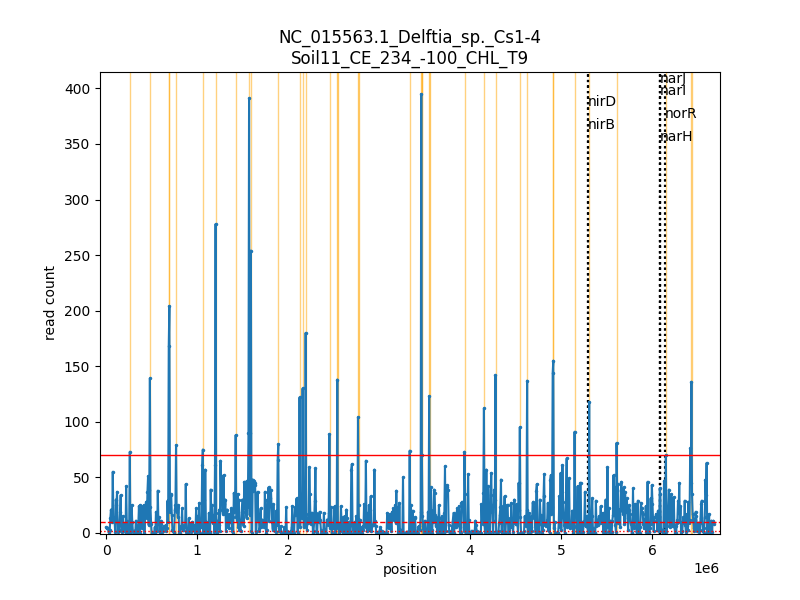 NC_015563.1_Delftia_sp._Cs1-4
Soil11_CE_234_-100_CHL_T9
400
350
300
250
200
150
100
50
0
read count
nirD
nirB
narJ
narI
norR
narH
0
1
2
3
4
5
6
1e6
position